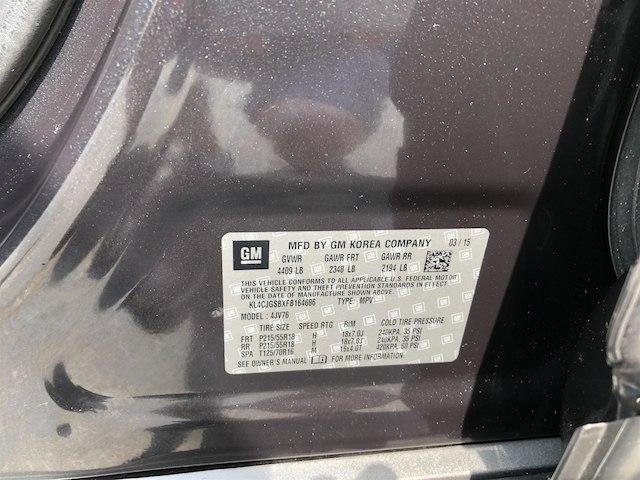 GM MFD BY GM KOREA COMPANY 03 / 15
GVWR GAWR FRT GAWR RR
4409 LB 2348 LB 2194 LB
THIS VEHICLE CONFORMS TO ALL APPLICABLE U.S. FEDERAL MOTOR
VEHICLE SAFETY, BUMPER, AND THEFT PREVENTION STANDARDS IN EFFECT
ON THE DATE OF MANUFACTURE SHOWN ABOVE.
KL4CJGSBXFB164686 TYPE: MPV
MODEL : 4JV76
TIRE SIZE SPEED RTG RIM COLD TIRE PRESSURE
FRT P215/55R18 H 18x7.0J 240KPA, 35 PSI
RR P215/55R18 H 18x7.0J 240KPA, 35 PSI
SPA T125/70R16 M 16x4.0T 420KPA, 60 PSI
SEE OWNER'S MANUAL FOR MORE INFORMATION